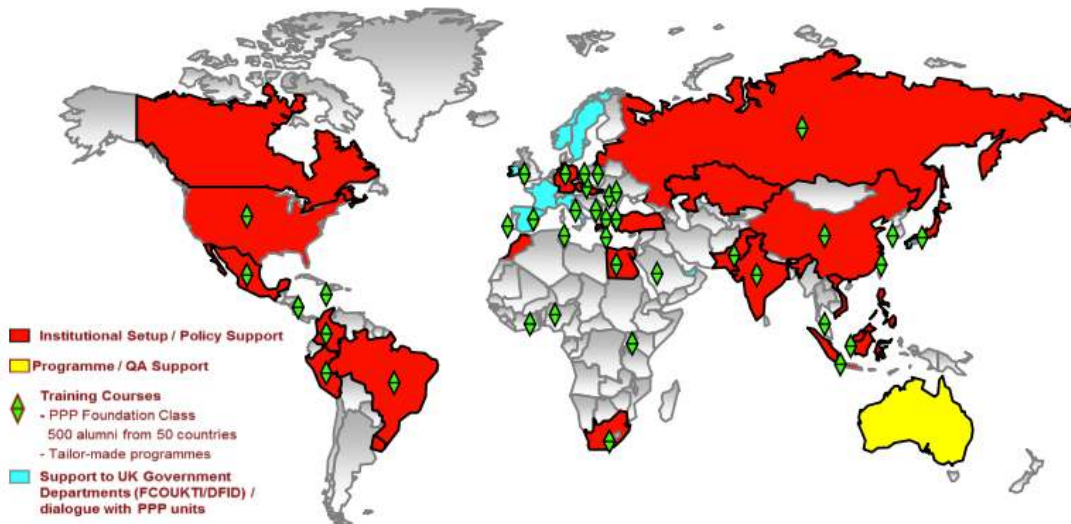 Institutional Setup / Policy Support
Programme / QA Support
Training Courses
- PPP Foundation Class
500 alumni from 50 countries
- Tailor-made programmes
Support to UK Government
Departments (FCOUKTI/DFID) /
dialogue with PPP units